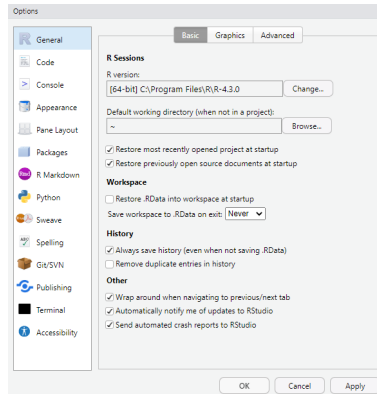 Options
General
Code
Console
Appearance
Pane Layout
Packages
R Markdown
Python
Sweave
Spelling
Git/SVN
Publishing
Terminal
Accessibility
Basic Graphics Advanced
R Sessions
R version:
[64-bit] C:\Program Files\R\R-4.3.0 Change...
Default working directory (when not in a project):
~ Browse...
Restore most recently opened project at startup
Restore previously open source documents at startup
Workspace
Restore .RData into workspace at startup
Save workspace to .RData on exit: Never
History
Always save history (even when not saving .RData)
Remove duplicate entries in history
Other
Wrap around when navigating to previous/next tab
Automatically notify me of updates to RStudio
Send automated crash reports to RStudio
OK Cancel Apply